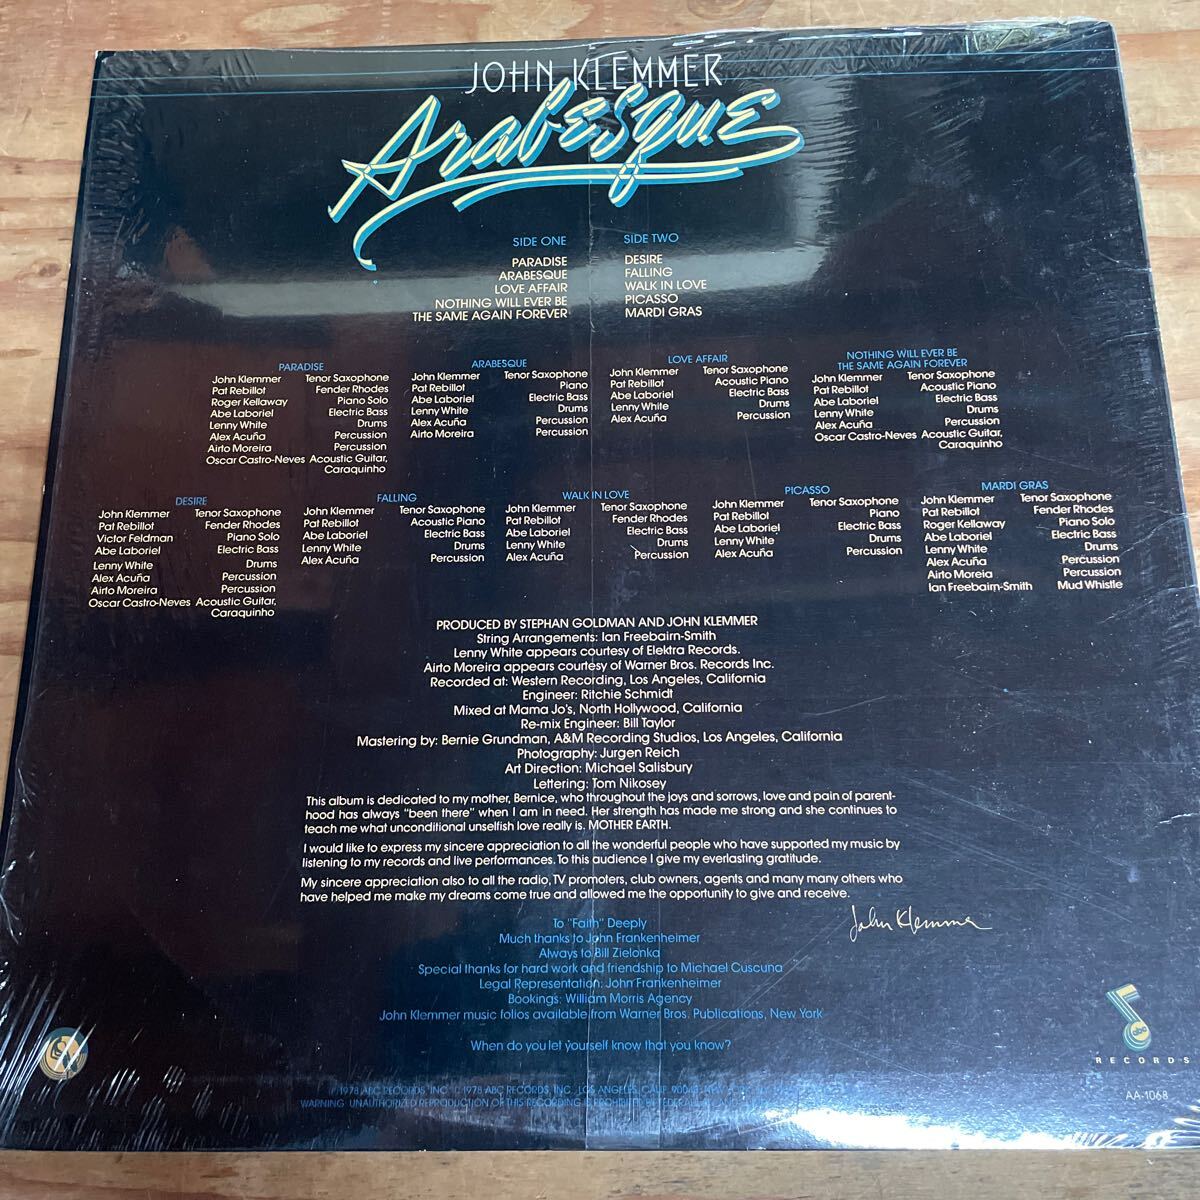 JOHN KLEMMER
Arabesque
SIDE ONE
PARADISE
ARABESQUE
LOVE AFFAIR
NOTHING WILL EVER BE
THE SAME AGAIN FOREVER
SIDE TWO
DESIRE
FALLING
WALK IN LOVE
PICASSO
MARDI GRAS
PARADISE
John Klemmer Tenor Saxophone
Pat Rebillot Fender Rhodes
Roger Kellaway Piano Solo
Abe Laboriel Electric Bass
Lenny White Drums
Alex Acuña Percussion
Airto Moreira Percussion
Oscar Castro-Neves Acoustic Guitar,
Caraquinho
ARABESQUE
John Klemmer Tenor Saxophone
Pat Rebillot Piano
Abe Laboriel Electric Bass
Lenny White Drums
Alex Acuña Percussion
Airto Moreira Percussion
LOVE AFFAIR
John Klemmer Tenor Saxophone
Pat Rebillot Acoustic Piano
Abe Laboriel Electric Bass
Lenny White Drums
Alex Acuña Percussion
NOTHING WILL EVER BE
THE SAME AGAIN FOREVER
John Klemmer Tenor Saxophone
Pat Rebillot Acoustic Piano
Abe Laboriel Electric Bass
Lenny White Drums
Alex Acuña Percussion
Oscar Castro-Neves Acoustic Guitar,
Caraquinho
DESIRE
John Klemmer Tenor Saxophone
Pat Rebillot Fender Rhodes
Victor Feldman Piano Solo
Abe Laboriel Electric Bass
Lenny White Drums
Alex Acuña Percussion
Airto Moreira Percussion
Oscar Castro-Neves Acoustic Guitar,
Caraquinho
FALLING
John Klemmer Tenor Saxophone
Pat Rebillot Acoustic Piano
Abe Laboriel Electric Bass
Lenny White Drums
Alex Acuña Percussion
WALK IN LOVE
John Klemmer Tenor Saxophone
Pat Rebillot Fender Rhodes
Abe Laboriel Electric Bass
Lenny White Drums
Alex Acuña Percussion
PICASSO
John Klemmer Tenor Saxophone
Pat Rebillot Piano
Abe Laboriel Electric Bass
Lenny White Drums
Alex Acuña Percussion
MARDI GRAS
John Klemmer Tenor Saxophone
Pat Rebillot Fender Rhodes
Roger Kellaway Piano Solo
Abe Laboriel Electric Bass
Lenny White Drums
Alex Acuña Percussion
Airto Moreia Percussion
Ian Freebairn-Smith Mud Whistle
PRODUCED BY STEPHAN GOLDMAN AND JOHN KLEMMER
String Arrangements: Ian Freebairn-Smith
Lenny White appears courtesy of Elektra Records.
Airto Moreira appears courtesy of Warner Bros. Records Inc.
Recorded at: Western Recording, Los Angeles, California
Engineer: Ritchie Schmidt
Mixed at Mama Jo's, North Hollywood, California
Re-mix Engineer: Bill Taylor
Mastering by: Bernie Grundman, A&M Recording Studios, Los Angeles, California
Photography: Jurgen Reich
Art Direction: Michael Salisbury
Lettering: Tom Nikosey
This album is dedicated to my mother, Bernice, who throughout the joys and sorrows, love and pain of parent-
hood has always "been there" when I am in need. Her strength has made me strong and she continues to
teach me what unconditional unselfish love really is. MOTHER EARTH.
I would like to express my sincere appreciation to all the wonderful people who have supported my music by
listening to my records and live performances. To this audience I give my everlasting gratitude.
My sincere appreciation also to all the radio, TV promoters, club owners, agents and many many others who
have helped me make my dreams come true and allowed me the opportunity to give and receive.
John Klemmer
To "Faith" Deeply
Much thanks to John Frankenheimer
Always to Bill Zielonka
Special thanks for hard work and friendship to Michael Cuscuna
Legal Representation: John Frankenheimer
Bookings: William Morris Agency
John Klemmer music folios available from Warner Bros. Publications, New York
When do you let yourself know that you know?
abc
RECORDS
AA-1068
℗ 1978 ABC RECORDS, INC. © 1978 ABC RECORDS, INC., LOS ANGELES, CALIF. 90048
WARNING: UNAUTHORIZED REPRODUCTION OF THIS RECORDING IS PROHIBITED BY FEDERAL